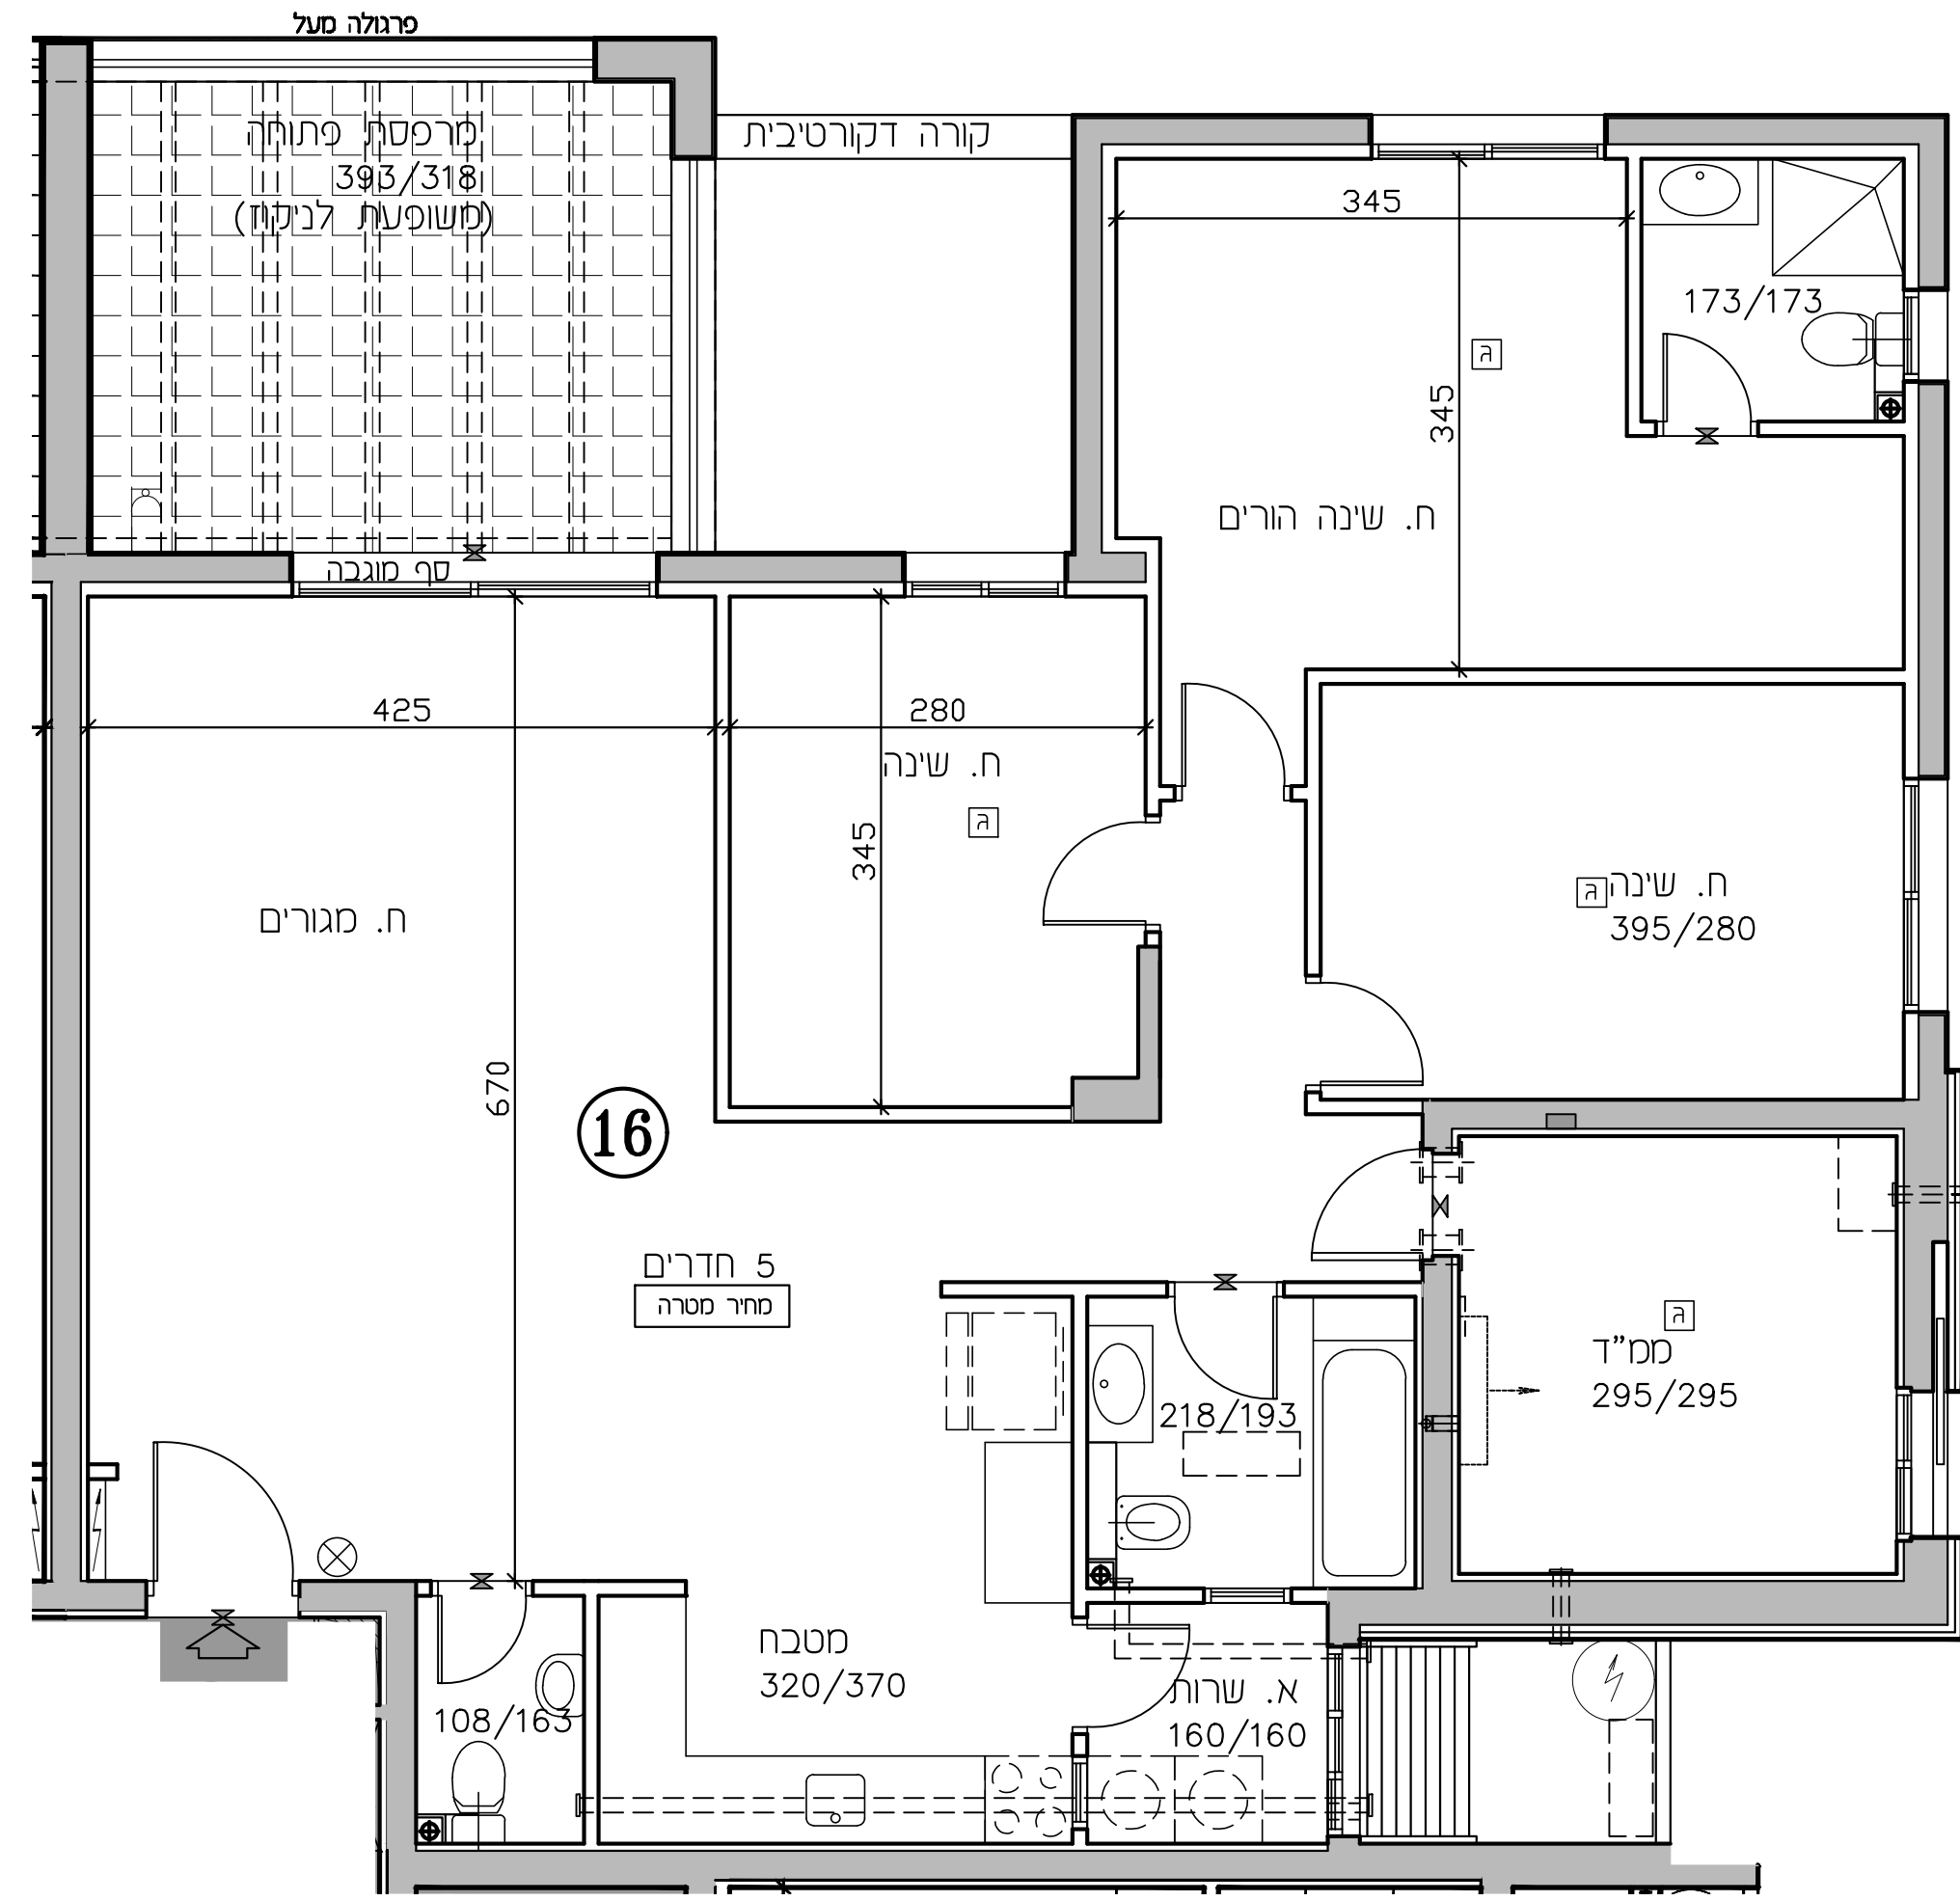 פרגולה מעל
מרפסת פתוחה
393/318
(משופעת לניקוז)
קורה דקורטיבית
345
173/173
ג
345
ח. שינה הורים
סף מוגבה
425
280
ח. שינה
ג
345
ח. מגורים
ג
ח. שינה
395/280
670
16
5 חדרים
מחיר מטרה
ג
ממ"ד
295/295
218/193
מטבח
320/370
א. שרות
160/160
108/163